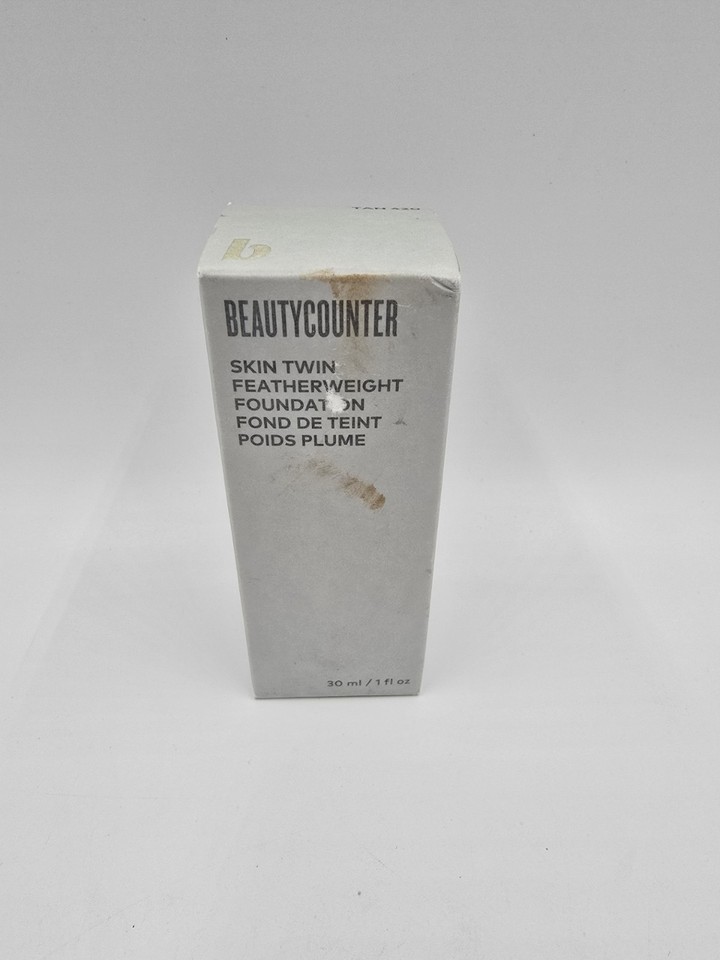 b
BEAUTYCOUNTER
SKIN TWIN
FEATHERWEIGHT
FOUNDATION
FOND DE TEINT
POIDS PLUME
30 ml / 1 fl oz